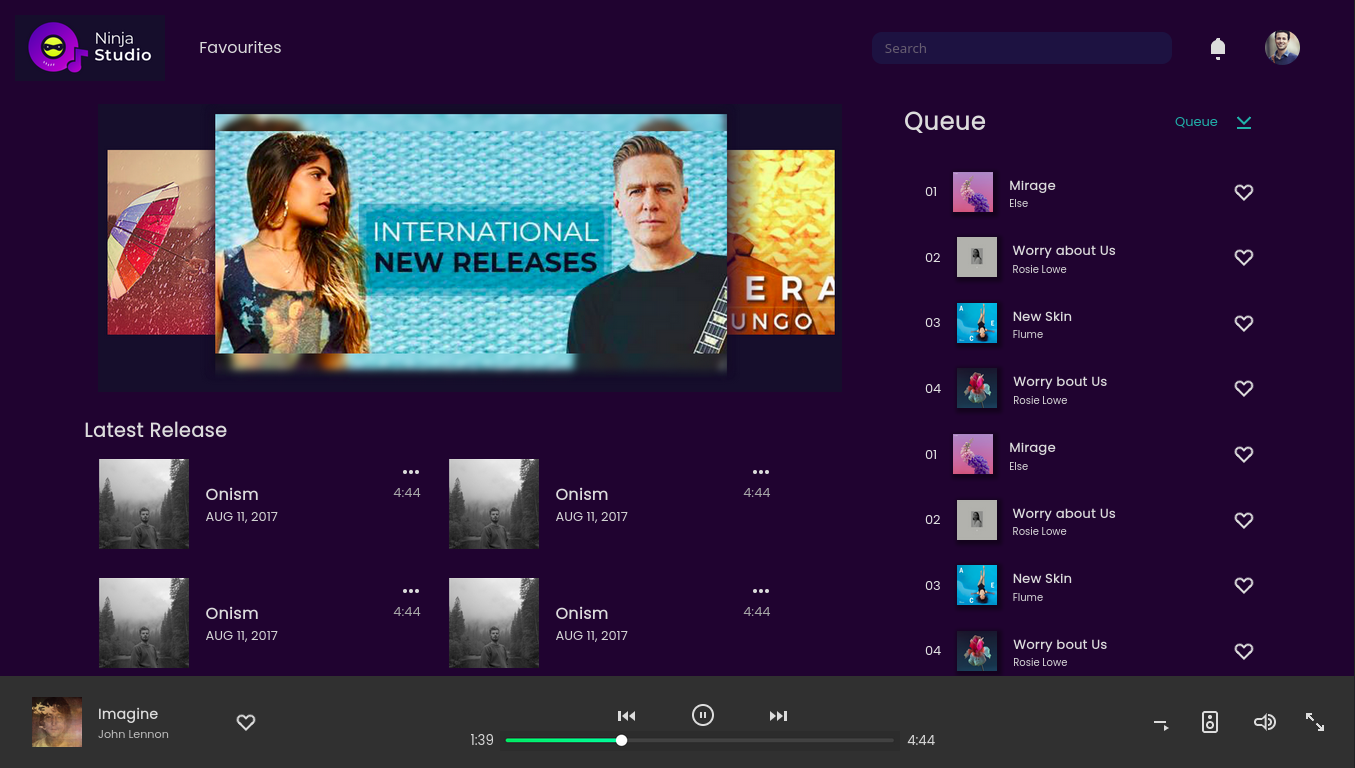 Ninja
Studio
Favourites
Search
INTERNATIONAL
NEW RELEASES
ERA
UNGO
Queue
Queue
01
Mirage
Else
02
Worry about Us
Rosie Lowe
03
A
E
C
New Skin
Flume
04
Worry bout Us
Rosie Lowe
01
Mirage
Else
02
Worry about Us
Rosie Lowe
03
A
E
C
New Skin
Flume
04
Worry bout Us
Rosie Lowe
Latest Release
Onism
AUG 11, 2017
4:44
Onism
AUG 11, 2017
4:44
Onism
AUG 11, 2017
4:44
Onism
AUG 11, 2017
4:44
Imagine
John Lennon
1:39
4:44